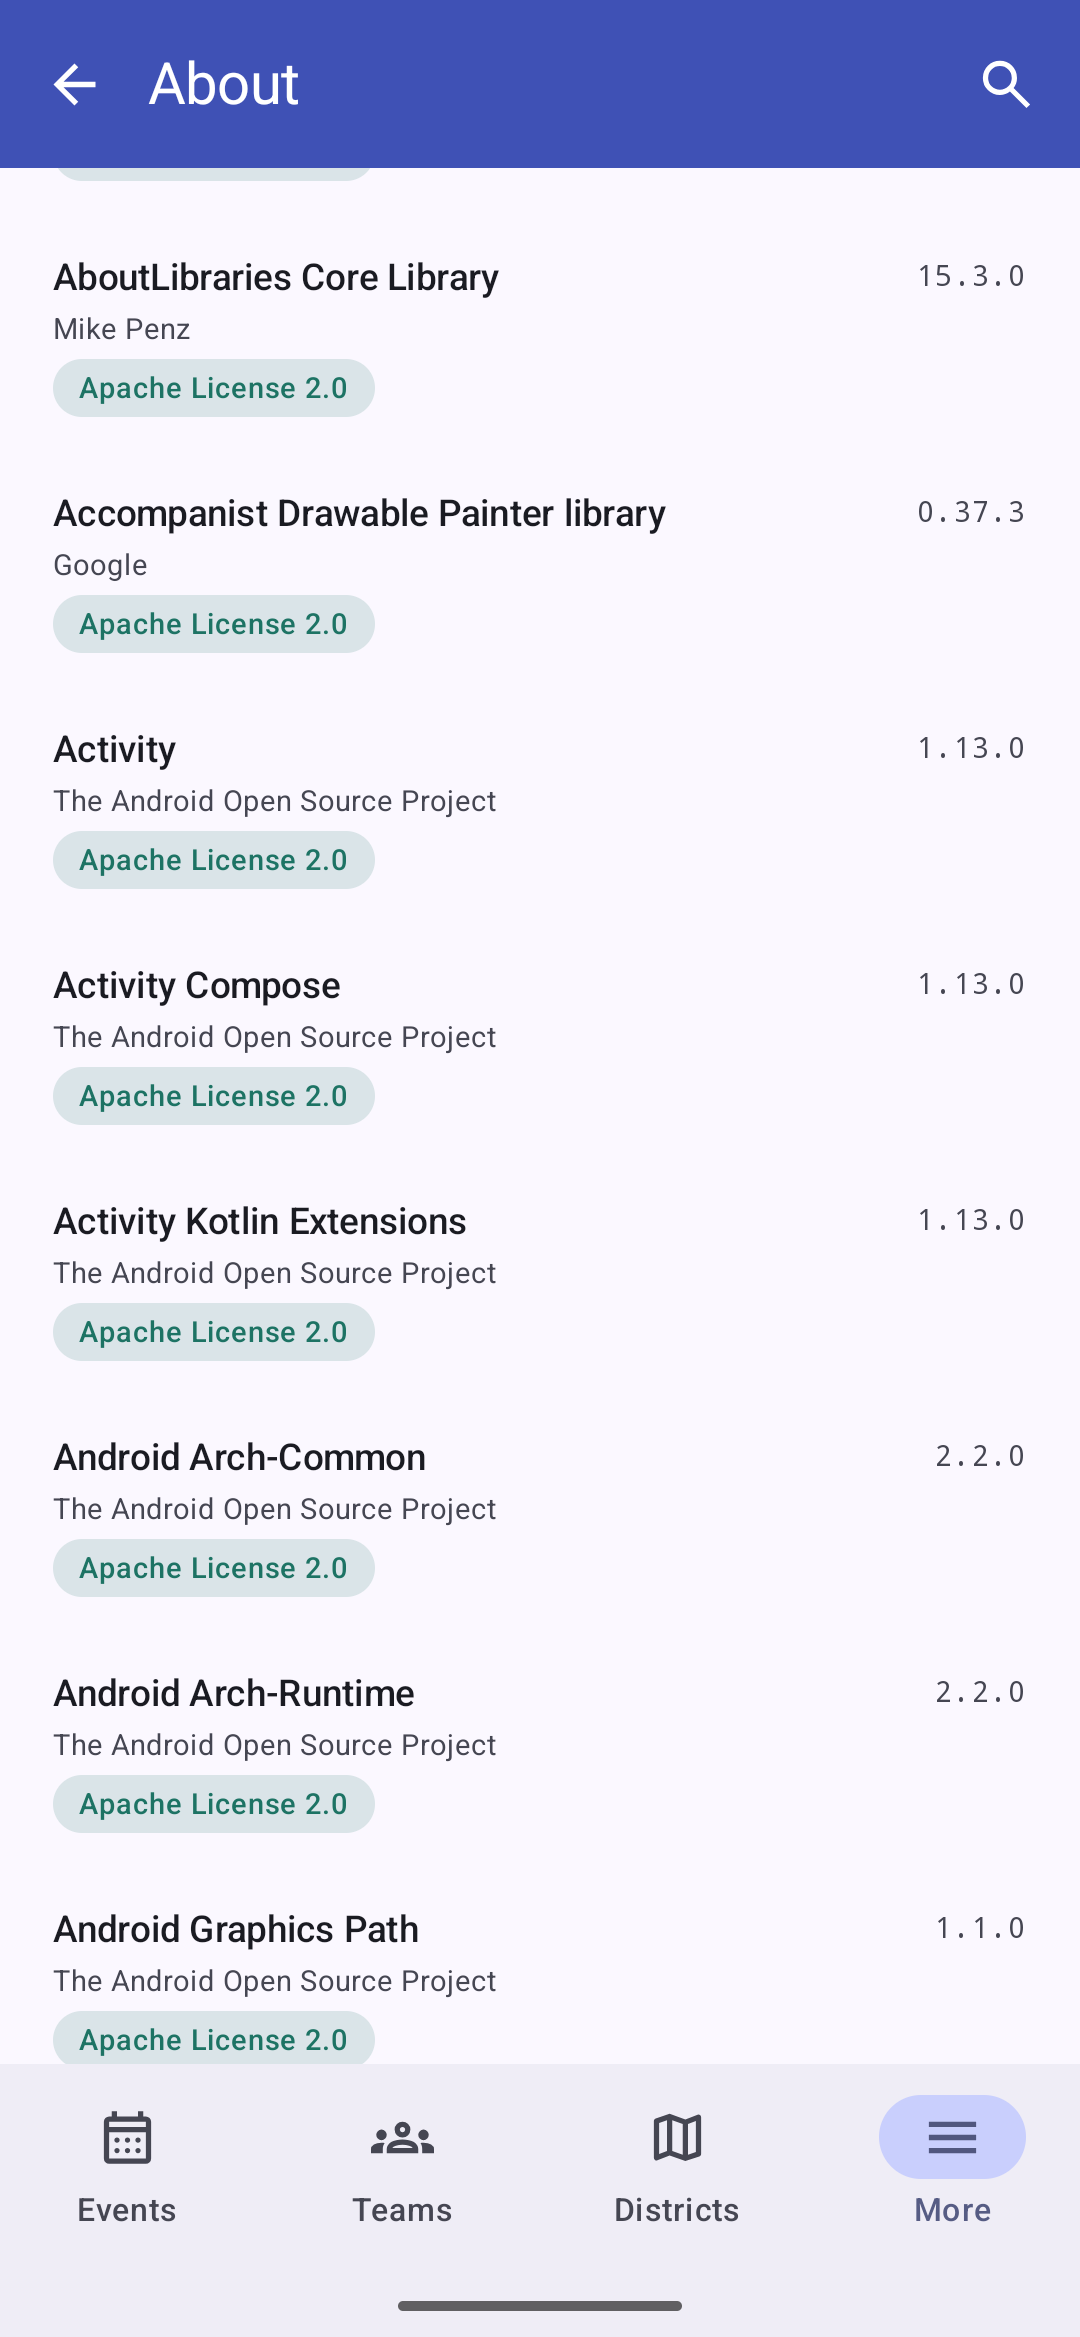 About
AboutLibraries Core Library 15.3.0
Mike Penz
Apache License 2.0
Accompanist Drawable Painter library 0.37.3
Google
Apache License 2.0
Activity 1.13.0
The Android Open Source Project
Apache License 2.0
Activity Compose 1.13.0
The Android Open Source Project
Apache License 2.0
Activity Kotlin Extensions 1.13.0
The Android Open Source Project
Apache License 2.0
Android Arch-Common 2.2.0
The Android Open Source Project
Apache License 2.0
Android Arch-Runtime 2.2.0
The Android Open Source Project
Apache License 2.0
Android Graphics Path 1.1.0
The Android Open Source Project
Apache License 2.0
Events Teams Districts More